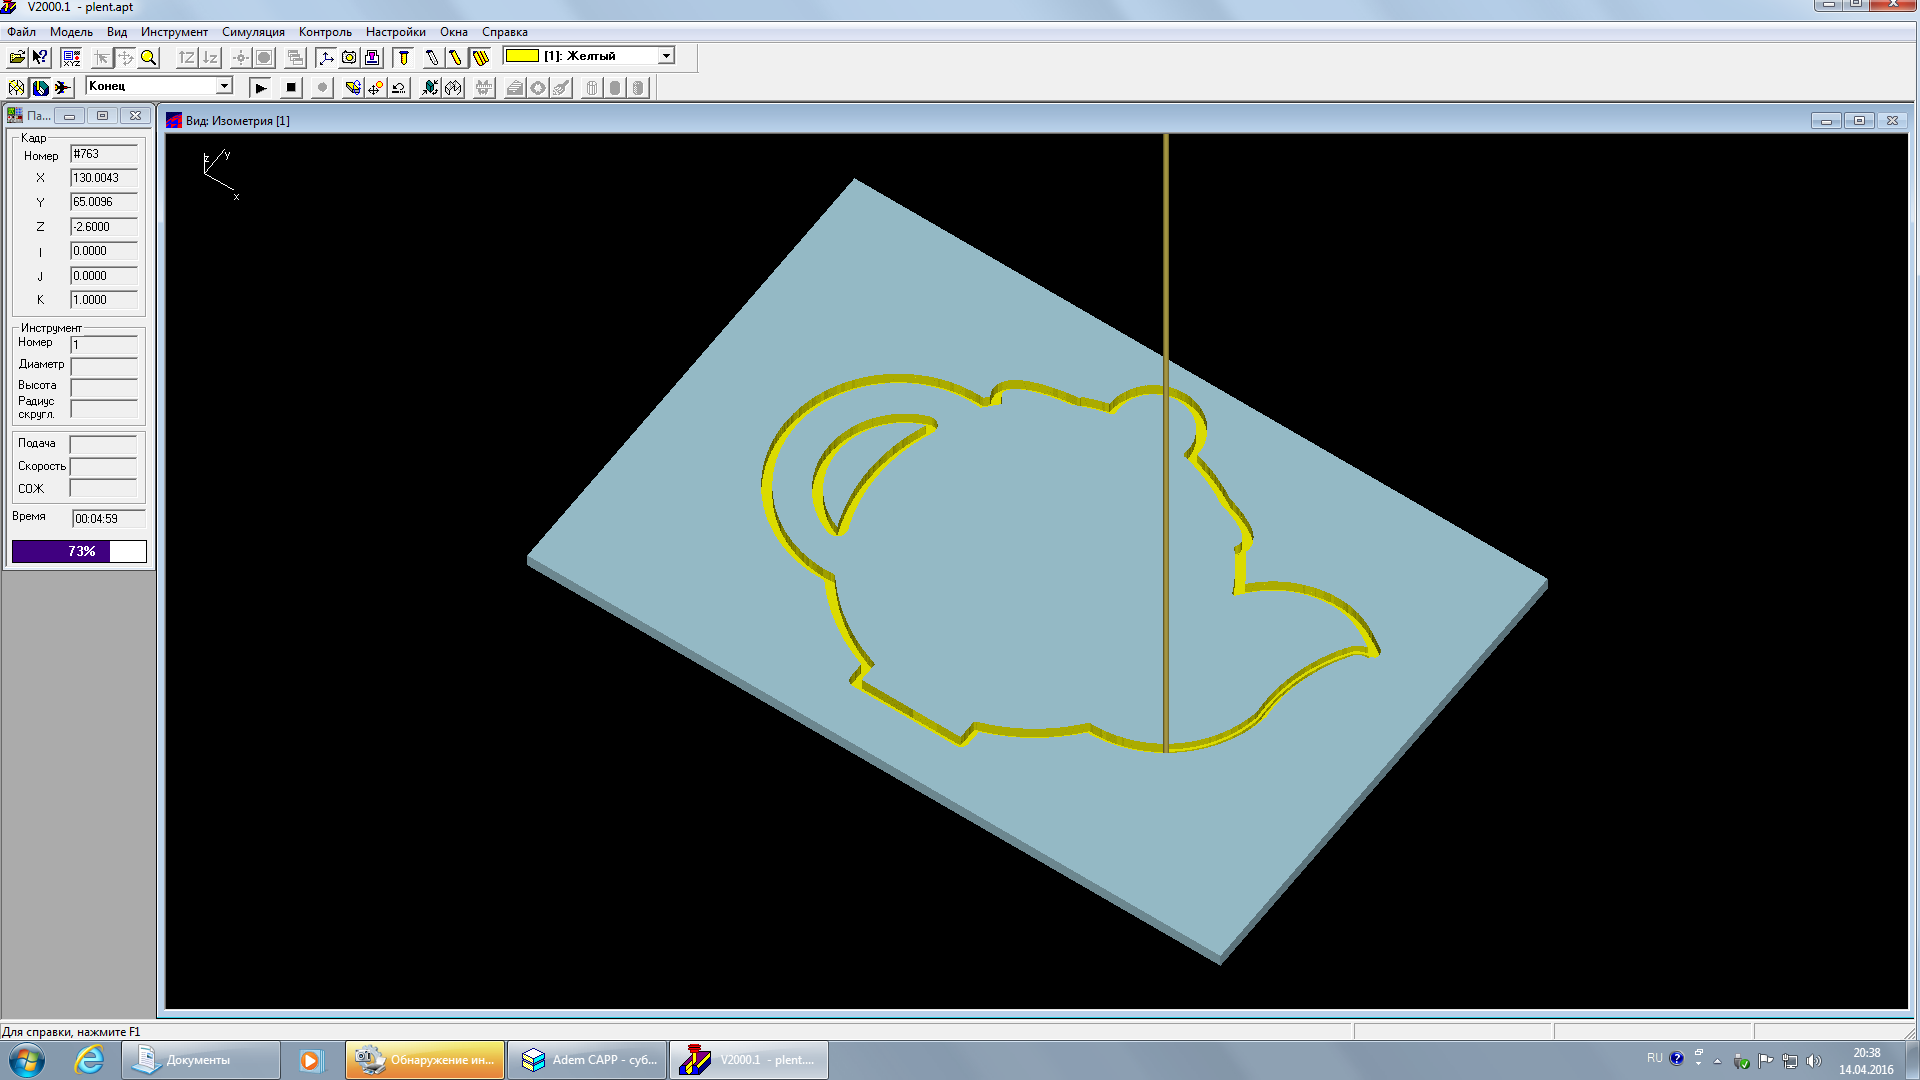 V2000.1 - plent.apt
Файл Модель Вид Инструмент Симуляция Контроль Настройки Окна Справка
[1]: Желтый
Конец
Па...
Вид: Изометрия [1]
Кадр
Номер #763
X 130.0043
Y 65.0096
Z -2.6000
I 0.0000
J 0.0000
K 1.0000
Инструмент
Номер 1
Диаметр
Высота
Радиус
скругл.
Подача
Скорость
СОЖ
Время 00:04:59
73%
z y
x
Для справки, нажмите F1
Документы Обнаружение ин... Adem CAPP - суб... V2000.1 - plent....
RU 20:38
14.04.2016